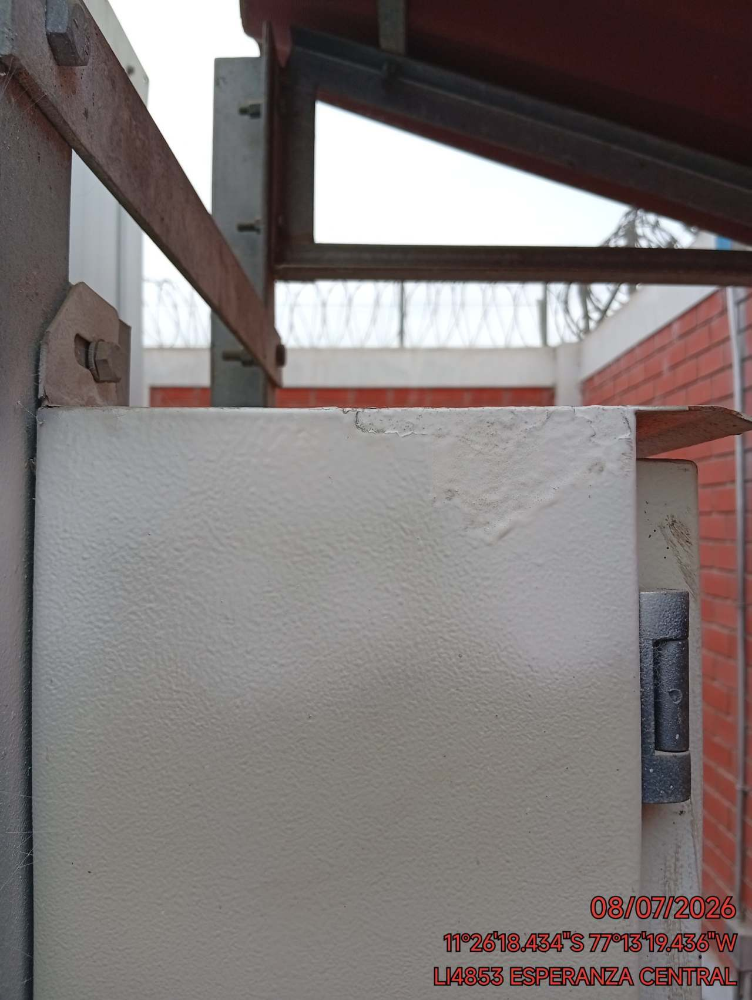 08/07/2026
11°26'18.434"S 77°13'19.436"W
LI4853 ESPERANZA CENTRAL